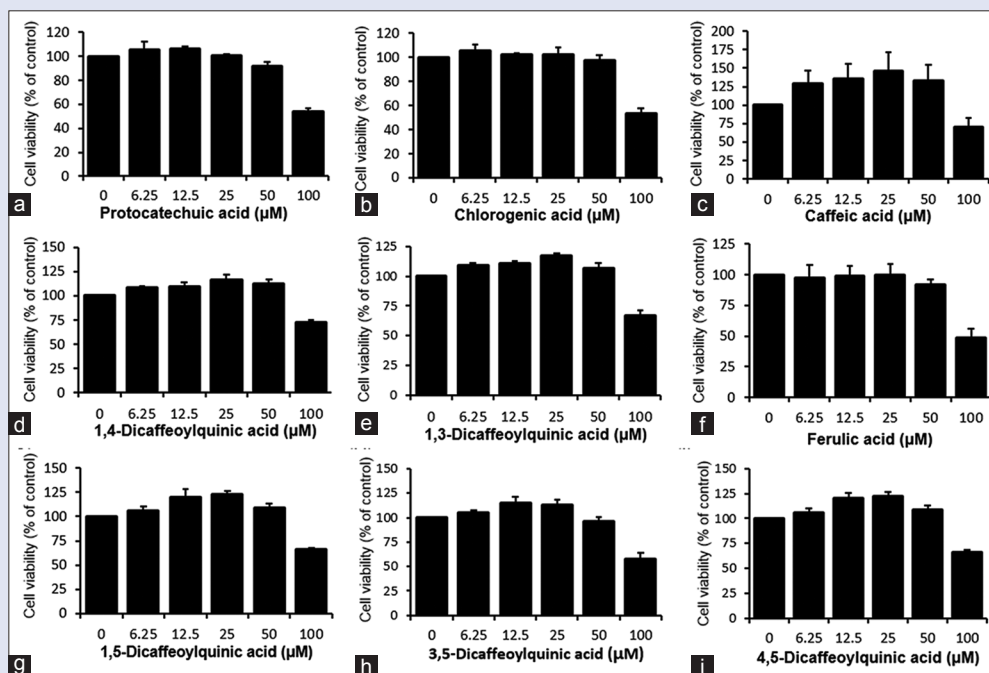 Cell viability (% of control)
120
100
80
60
40
20
0
0 6.25 12.5 25 50 100
a
Protocatechuic acid (µM)
Cell viability (% of control)
120
100
80
60
40
20
0
0 6.25 12.5 25 50 100
b
Chlorogenic acid (µM)
Cell viability (% of control)
200
175
150
125
100
75
50
25
0
0 6.25 12.5 25 50 100
c
Caffeic acid (µM)
Cell viability (% of control)
150
125
100
75
50
25
0
0 6.25 12.5 25 50 100
d
1,4-Dicaffeoylquinic acid (µM)
Cell viability (% of control)
125
100
75
50
25
0
0 6.25 12.5 25 50 100
e
1,3-Dicaffeoylquinic acid (µM)
Cell viability (% of control)
125
100
75
50
25
0
0 6.25 12.5 25 50 100
f
Ferulic acid (µM)
Cell viability (% of control)
150
125
100
75
50
25
0
0 6.25 12.5 25 50 100
g
1,5-Dicaffeoylquinic acid (µM)
Cell viability (% of control)
150
125
100
75
50
25
0
0 6.25 12.5 25 50 100
h
3,5-Dicaffeoylquinic acid (µM)
Cell viability (% of control)
150
125
100
75
50
25
0
0 6.25 12.5 25 50 100
i
4,5-Dicaffeoylquinic acid (µM)